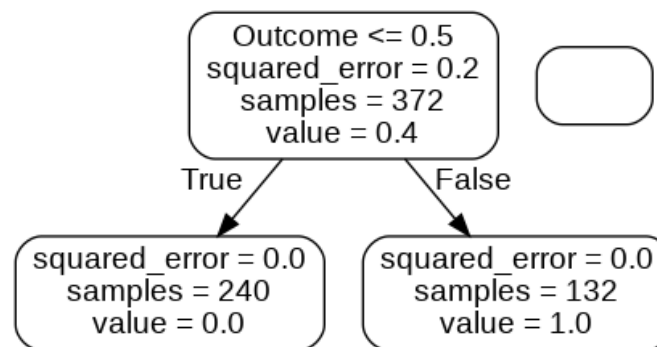 Outcome <= 0.5
squared_error = 0.2
samples = 372
value = 0.4
True
False
squared_error = 0.0
samples = 240
value = 0.0
squared_error = 0.0
samples = 132
value = 1.0